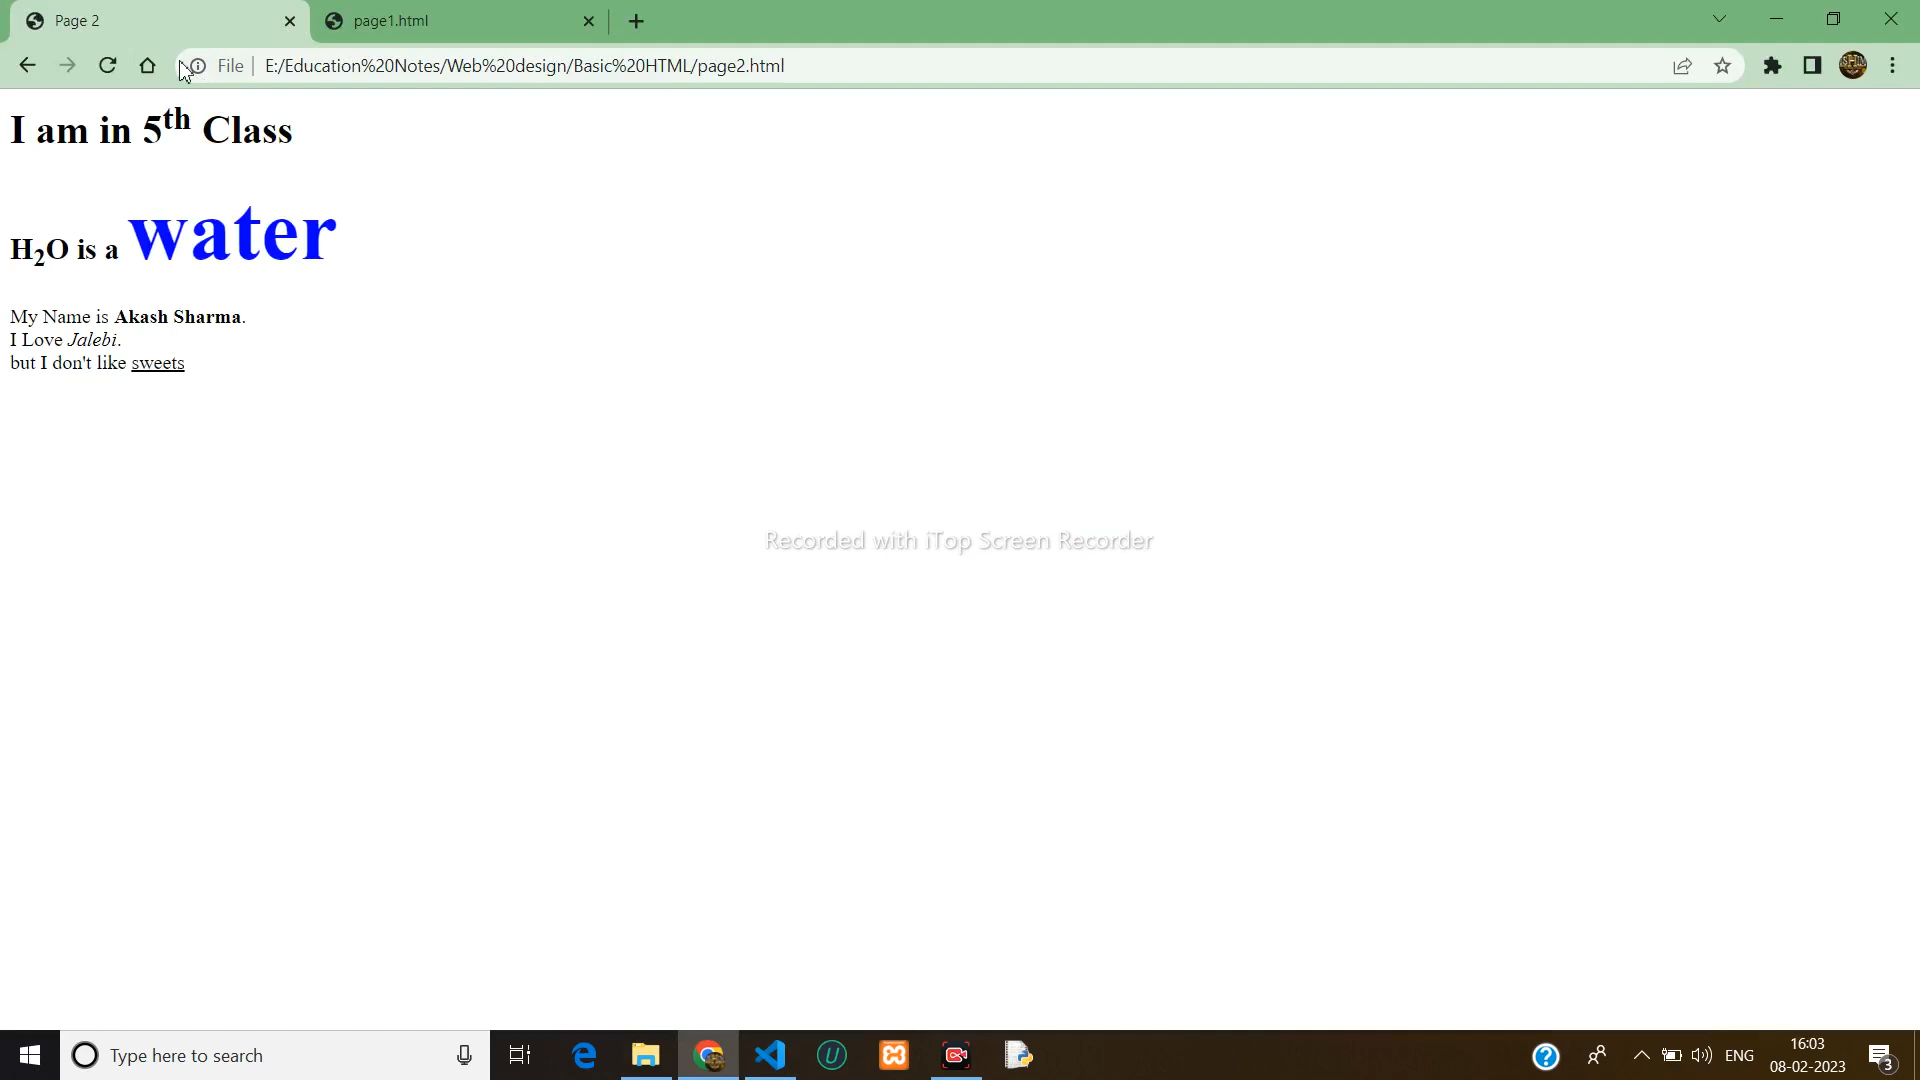 Page 2
page1.html
File
E:/Education%20Notes/Web%20design/Basic%20HTML/page2.html
I am in 5th Class
H2O is a water
My Name is Akash Sharma.
I Love Jalebi.
but I don't like sweets
Recorded with iTop Screen Recorder
Type here to search
ENG
16:03
08-02-2023
3